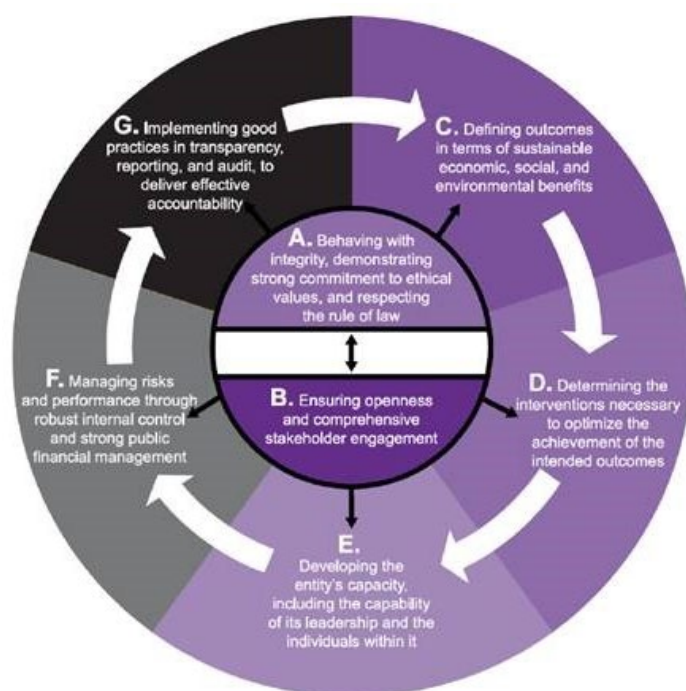 A. Behaving with
integrity, demonstrating
strong commitment to ethical
values, and respecting
the rule of law
B. Ensuring openness
and comprehensive
stakeholder engagement
C. Defining outcomes
in terms of sustainable
economic, social, and
environmental benefits
D. Determining the
interventions necessary
to optimize the
achievement of the
intended outcomes
E.
Developing the
entity's capacity,
including the capability
of its leadership and the
individuals within it
F. Managing risks
and performance through
robust internal control
and strong public
financial management
G. Implementing good
practices in transparency,
reporting, and audit, to
deliver effective
accountability